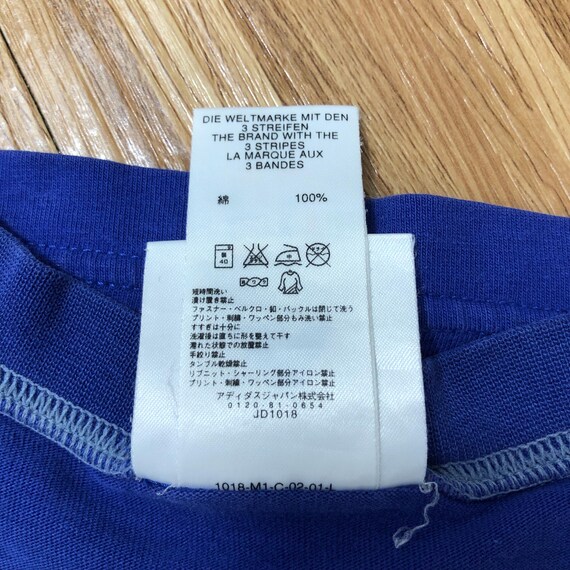 DIE WELTMARKE MIT DEN
3 STREIFEN
THE BRAND WITH THE
3 STRIPES
LA MARQUE AUX
3 BANDES
綿 100%
40
短時間洗い
漬け置き禁止
ファスナー・ベルクロ・釦・バックルは閉じて洗う
プリント・刺繍・ワッペン部分もみ洗い禁止
すすぎは十分に
洗濯後は直ちに形を整えて干す
濡れた状態での放置禁止
手絞り禁止
タンブル乾燥禁止
リブニット・シャーリング部分アイロン禁止
プリント・刺繍・ワッペン部分アイロン禁止
アディダスジャパン株式会社
0120-81-0654
JD1018
1018-M1-C-02-01-L